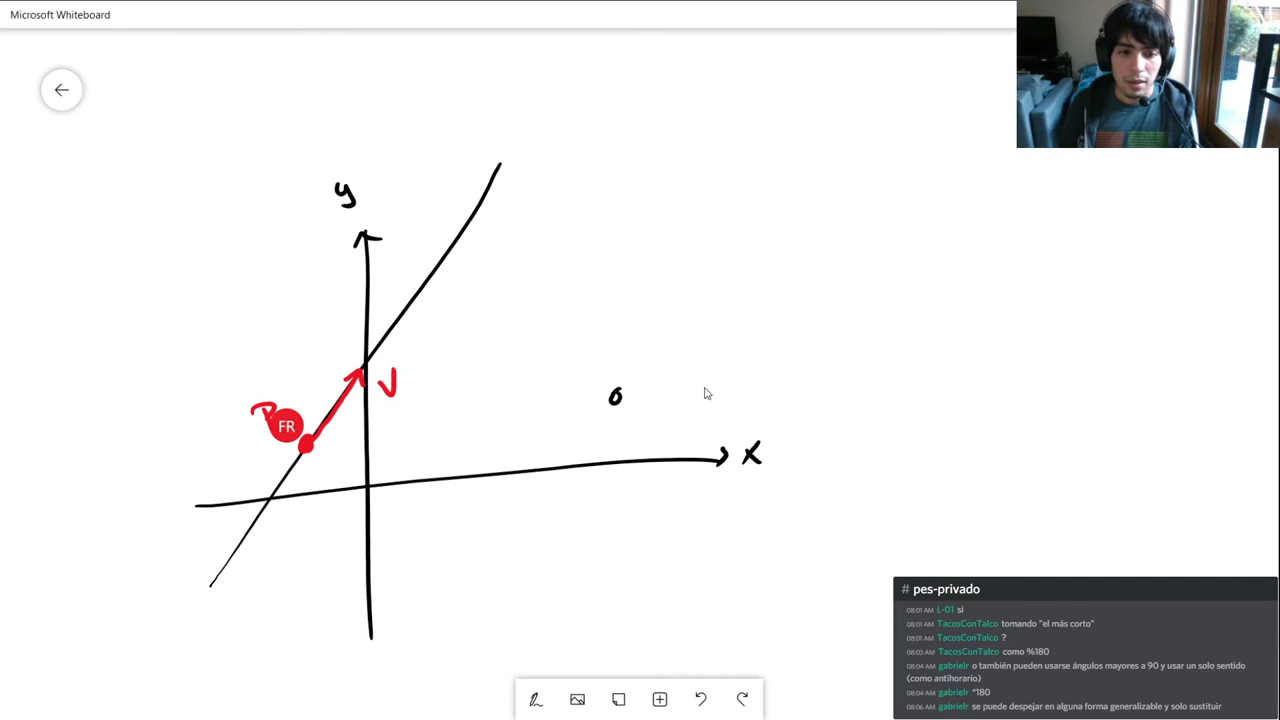 Microsoft Whiteboard
y
V
P
FR
x
# pes-privado
08:01 AM L-01 si
08:01 AM TacosConTalco tomando "el más corto"
08:01 AM TacosConTalco ?
08:03 AM TacosConTalco como %180
08:04 AM gabrielr o también pueden usarse ángulos mayores a 90 y usar un solo sentido
(como antihorario)
08:04 AM gabrielr *180
08:06 AM gabrielr se puede despejar en alguna forma generalizable y solo sustituir